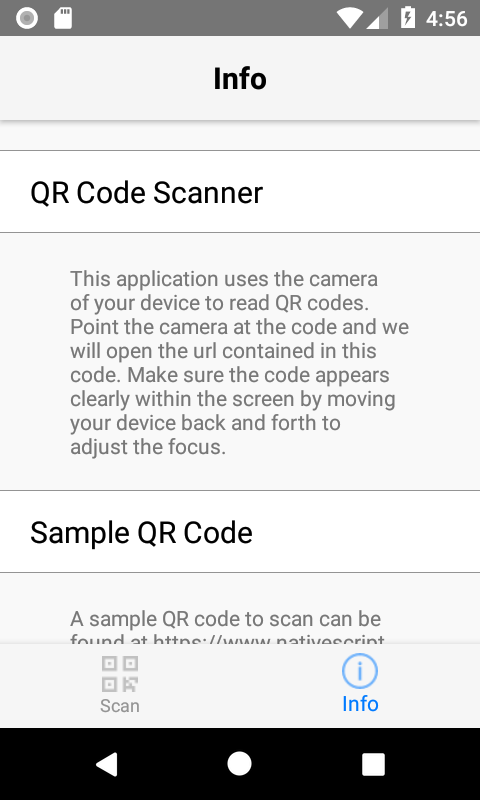 4:56
Info
QR Code Scanner
This application uses the camera
of your device to read QR codes.
Point the camera at the code and we
will open the url contained in this
code. Make sure the code appears
clearly within the screen by moving
your device back and forth to
adjust the focus.
Sample QR Code
A sample QR code to scan can be
found at https://www.nativescript.
Scan
Info